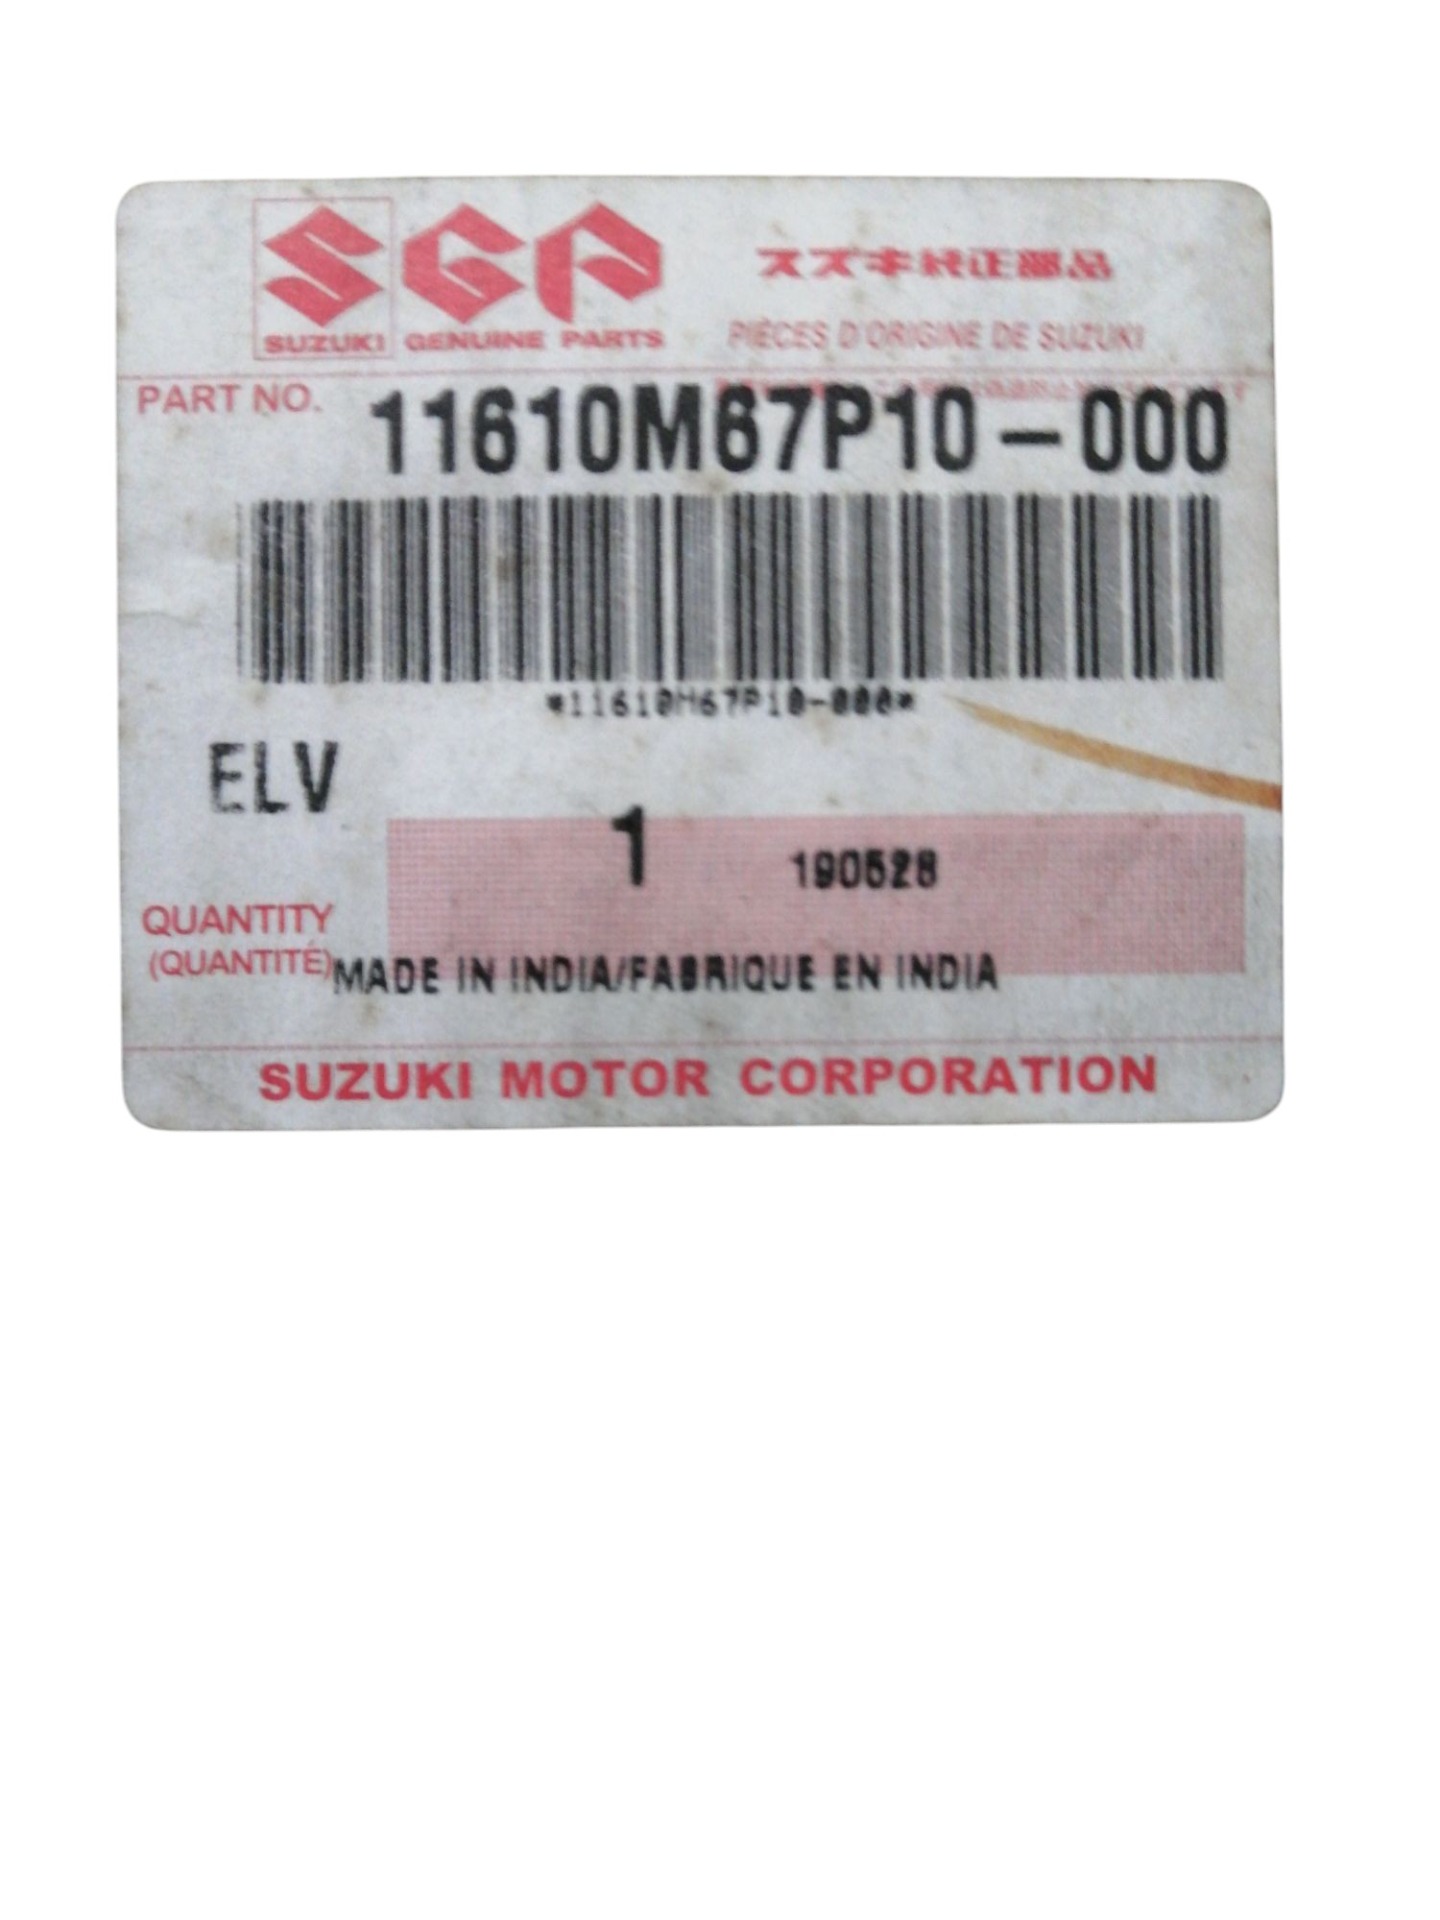 SGP
スズキ純正部品
SUZUKI GENUINE PARTS
PIÈCES D'ORIGINE DE SUZUKI
PART NO.
11610M67P10-000
*11610M67P10-000*
ELV
1
190528
QUANTITY
(QUANTITÉ)
MADE IN INDIA/FABRIQUE EN INDIA
SUZUKI MOTOR CORPORATION